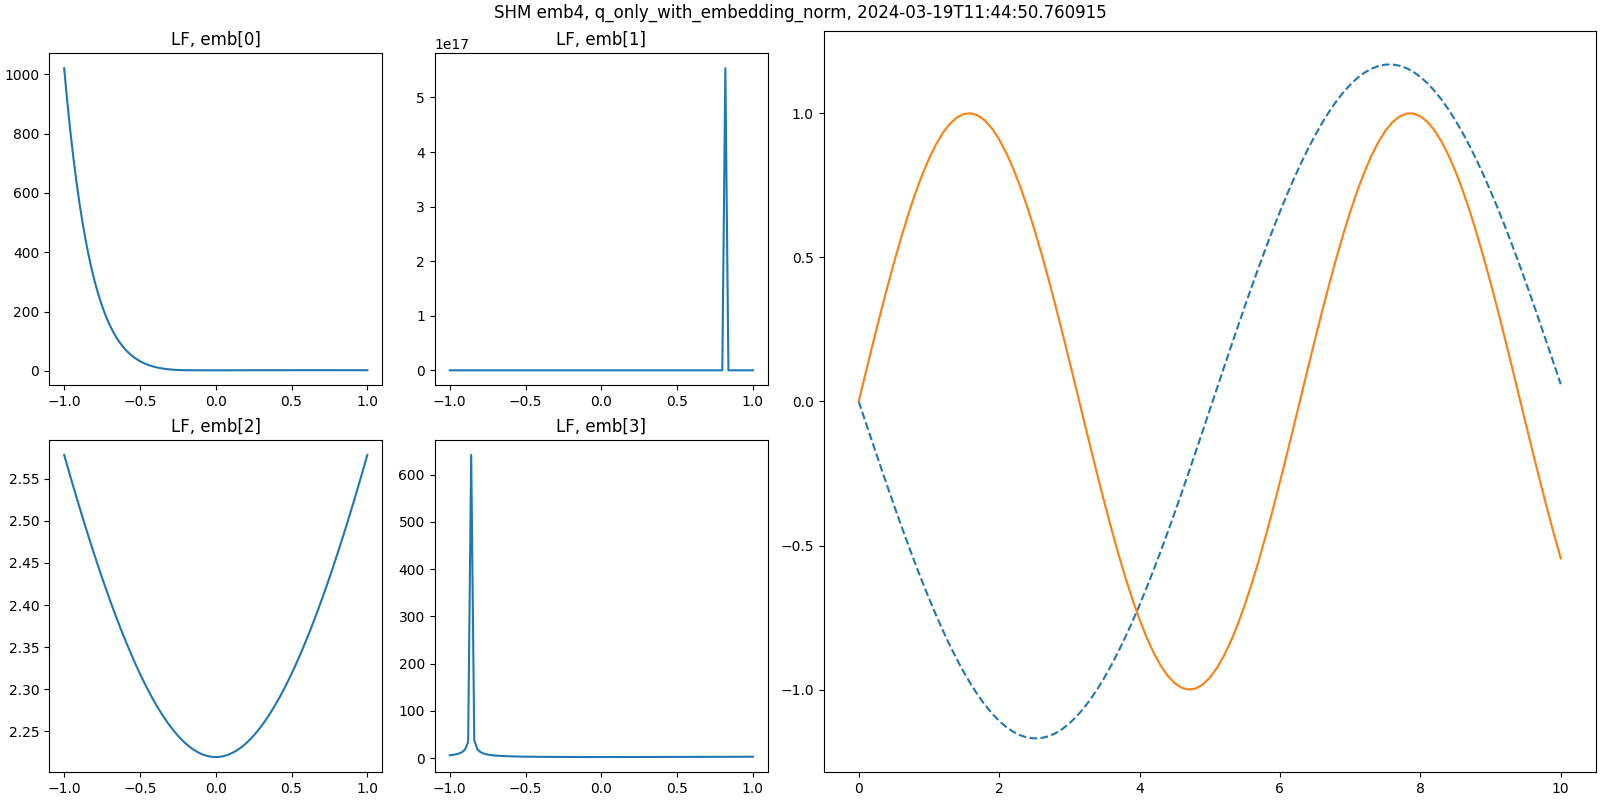 SHM emb4, q_only_with_embedding_norm, 2024-03-19T11:44:50.760915
LF, emb[0]
1000
800
600
400
200
0
−1.0 −0.5 0.0 0.5 1.0
LF, emb[1]
1e17
5
4
3
2
1
0
−1.0 −0.5 0.0 0.5 1.0
LF, emb[2]
2.55
2.50
2.45
2.40
2.35
2.30
2.25
−1.0 −0.5 0.0 0.5 1.0
LF, emb[3]
600
500
400
300
200
100
0
−1.0 −0.5 0.0 0.5 1.0
1.0
0.5
0.0
−0.5
−1.0
0 2 4 6 8 10